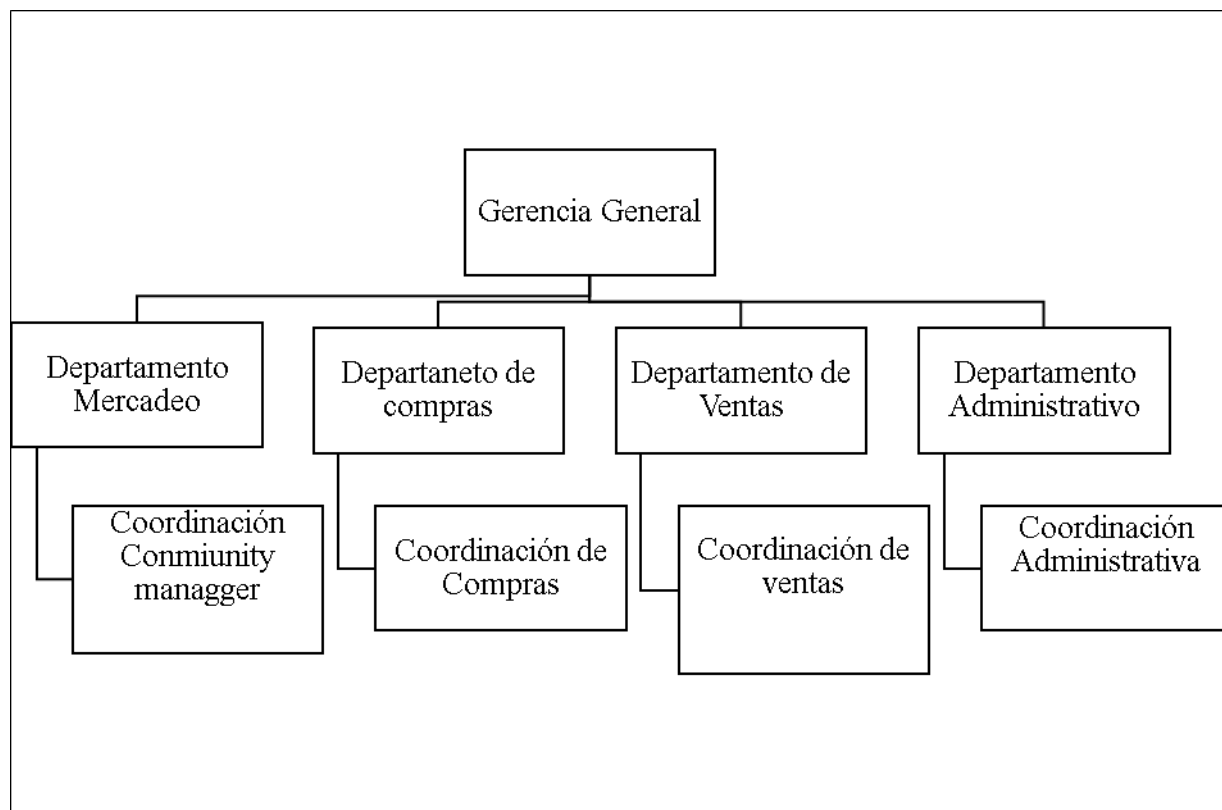 Gerencia General
Departamento
Mercadeo
Departaneto de
compras
Departamento de
Ventas
Departamento
Administrativo
Coordinación
Conmiunity
managger
Coordinación de
Compras
Coordinación de
ventas
Coordinación
Administrativa